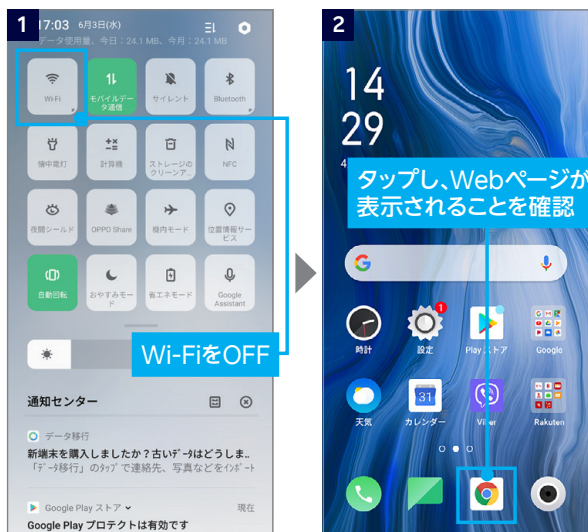 1
17:03 6月3日(水)
データ使用量、今日：24.1 MB、今月：24.1 MB
Wi-Fi
モバイルデー
タ通信
サイレント
Bluetooth
懐中電灯
計算機
ストレージの
クリーンア...
NFC
夜間シールド
OPPO Share
機内モード
位置情報サー
ビス
自動回転
おやすみモー
ド
省エネモード
Google
Assistant
Wi-FiをOFF
通知センター
データ移行
新端末を購入しましたか？古いﾃﾞｰﾀはどうしま..
「ﾃﾞｰﾀ移行」のﾀｯﾌﾟで連絡先、写真などをｲﾝﾎﾟｰﾄ
Google Play ストア
現在
Google Play プロテクトは有効です
2
14
29
タップし、Webページが
表示されることを確認
G
時計
1
設定
Play ストア
Google
天気
31
カレンダー
Viber
Rakuten